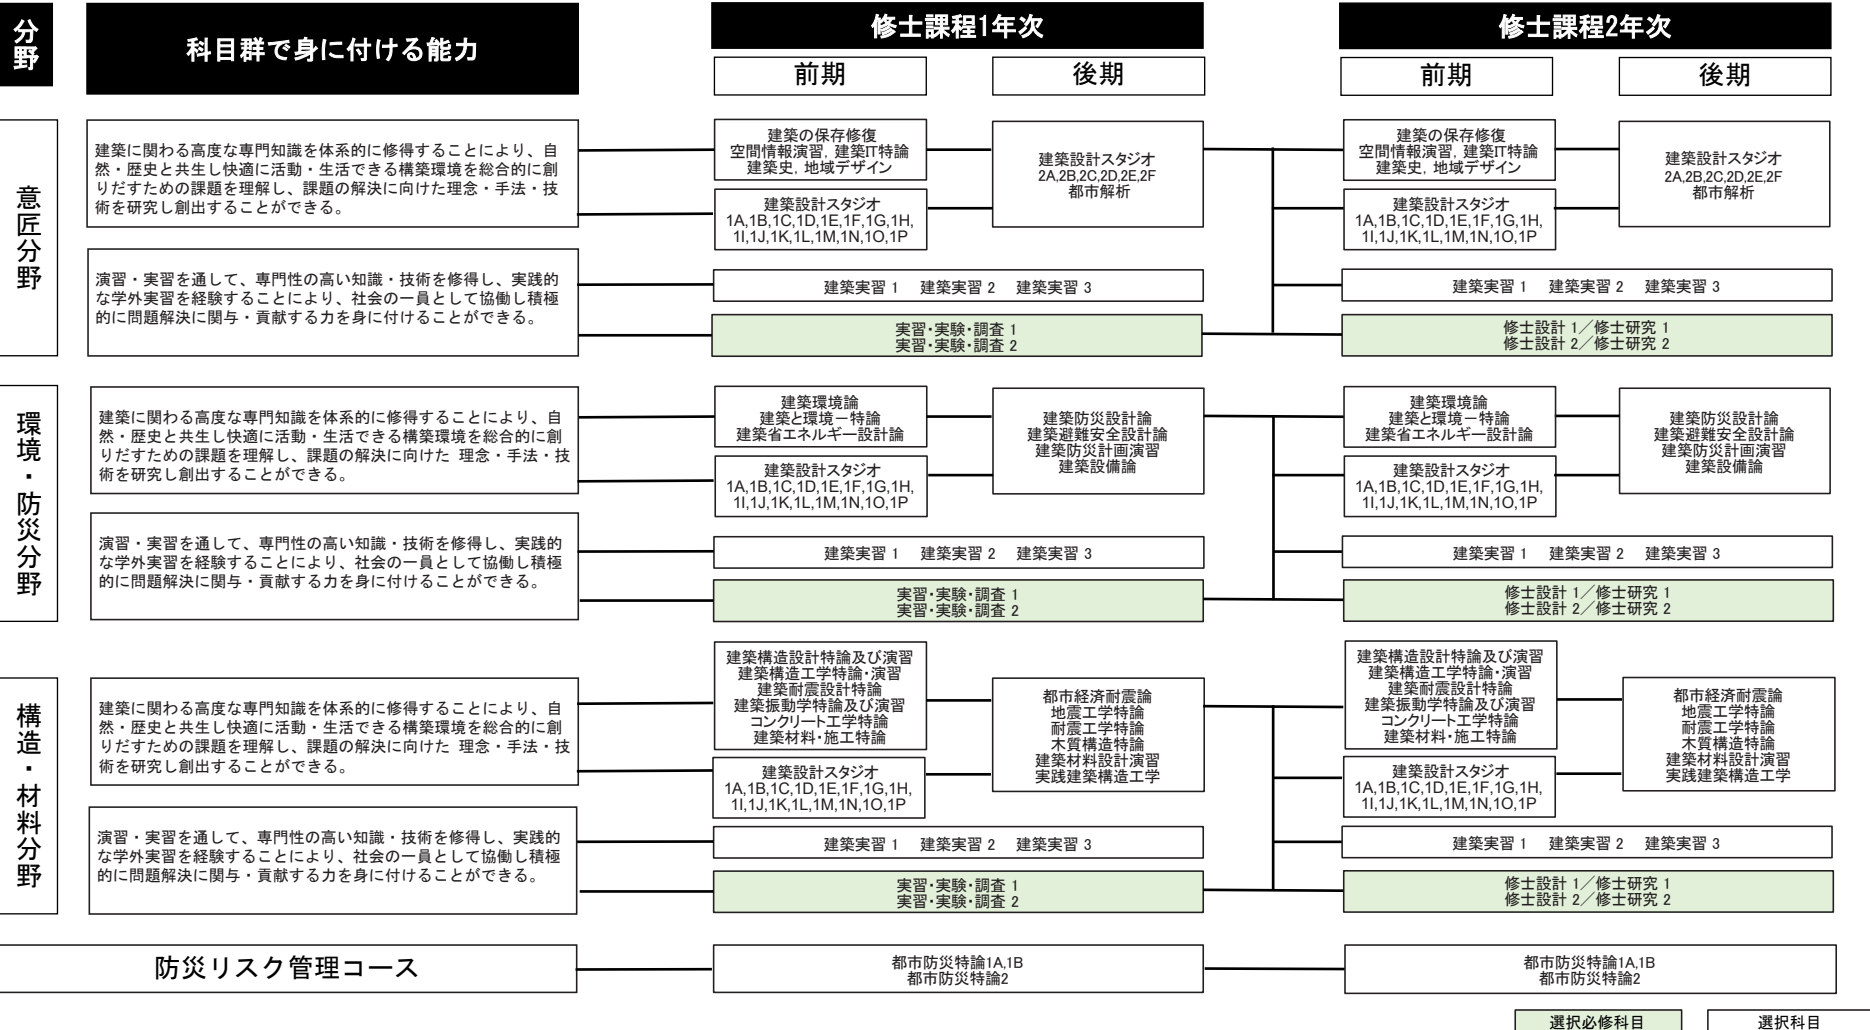 分野
科目群で身に付ける能力
修士課程1年次
修士課程2年次
前期
後期
前期
後期
意匠分野
建築に関わる高度な専門知識を体系的に修得することにより、自
然・歴史と共生し快適に活動・生活できる構築環境を総合的に創
りだすための課題を理解し、課題の解決に向けた理念・手法・技
術を研究し創出することができる。
建築の保存修復
空間情報演習, 建築IT特論
建築史, 地域デザイン
建築設計スタジオ
1A,1B,1C,1D,1E,1F,1G,1H,
1I,1J,1K,1L,1M,1N,1O,1P
建築設計スタジオ
2A,2B,2C,2D,2E,2F
都市解析
建築の保存修復
空間情報演習, 建築IT特論
建築史, 地域デザイン
建築設計スタジオ
1A,1B,1C,1D,1E,1F,1G,1H,
1I,1J,1K,1L,1M,1N,1O,1P
建築設計スタジオ
2A,2B,2C,2D,2E,2F
都市解析
演習・実習を通して、専門性の高い知識・技術を修得し、実践的
な学外実習を経験することにより、社会の一員として協働し積極
的に問題解決に関与・貢献する力を身に付けることができる。
建築実習 1 建築実習 2 建築実習 3
実習・実験・調査 1
実習・実験・調査 2
建築実習 1 建築実習 2 建築実習 3
修士設計 1／修士研究 1
修士設計 2／修士研究 2
環境・防災分野
建築に関わる高度な専門知識を体系的に修得することにより、自
然・歴史と共生し快適に活動・生活できる構築環境を総合的に創
りだすための課題を理解し、課題の解決に向けた 理念・手法・技
術を研究し創出することができる。
建築環境論
建築と環境－特論
建築省エネルギー設計論
建築設計スタジオ
1A,1B,1C,1D,1E,1F,1G,1H,
1I,1J,1K,1L,1M,1N,1O,1P
建築防災設計論
建築避難安全設計論
建築防災計画演習
建築設備論
建築環境論
建築と環境－特論
建築省エネルギー設計論
建築設計スタジオ
1A,1B,1C,1D,1E,1F,1G,1H,
1I,1J,1K,1L,1M,1N,1O,1P
建築防災設計論
建築避難安全設計論
建築防災計画演習
建築設備論
演習・実習を通して、専門性の高い知識・技術を修得し、実践的
な学外実習を経験することにより、社会の一員として協働し積極
的に問題解決に関与・貢献する力を身に付けることができる。
建築実習 1 建築実習 2 建築実習 3
実習・実験・調査 1
実習・実験・調査 2
建築実習 1 建築実習 2 建築実習 3
修士設計 1／修士研究 1
修士設計 2／修士研究 2
構造・材料分野
建築に関わる高度な専門知識を体系的に修得することにより、自
然・歴史と共生し快適に活動・生活できる構築環境を総合的に創
りだすための課題を理解し、課題の解決に向けた 理念・手法・技
術を研究し創出することができる。
建築構造設計特論及び演習
建築構造工学特論・演習
建築耐震設計特論
建築振動学特論及び演習
コンクリート工学特論
建築材料・施工特論
建築設計スタジオ
1A,1B,1C,1D,1E,1F,1G,1H,
1I,1J,1K,1L,1M,1N,1O,1P
都市経済耐震論
地震工学特論
耐震工学特論
木質構造特論
建築材料設計演習
実践建築構造工学
建築構造設計特論及び演習
建築構造工学特論・演習
建築耐震設計特論
建築振動学特論及び演習
コンクリート工学特論
建築材料・施工特論
建築設計スタジオ
1A,1B,1C,1D,1E,1F,1G,1H,
1I,1J,1K,1L,1M,1N,1O,1P
都市経済耐震論
地震工学特論
耐震工学特論
木質構造特論
建築材料設計演習
実践建築構造工学
演習・実習を通して、専門性の高い知識・技術を修得し、実践的
な学外実習を経験することにより、社会の一員として協働し積極
的に問題解決に関与・貢献する力を身に付けることができる。
建築実習 1 建築実習 2 建築実習 3
実習・実験・調査 1
実習・実験・調査 2
建築実習 1 建築実習 2 建築実習 3
修士設計 1／修士研究 1
修士設計 2／修士研究 2
防災リスク管理コース
都市防災特論1A,1B
都市防災特論2
都市防災特論1A,1B
都市防災特論2
選択必修科目
選択科目